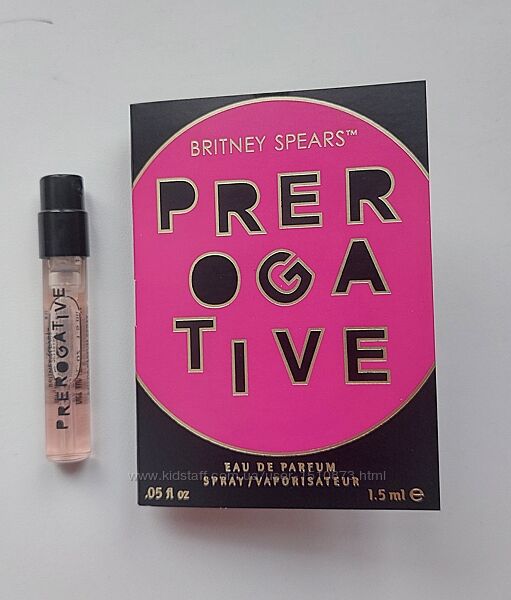 BRITNEY SPEARS™
PRER
OGA
TIVE
EAU DE PARFUM
SPRAY/VAPORISATEUR
.05 fl oz 1.5 ml ℮
PREROGATIVE